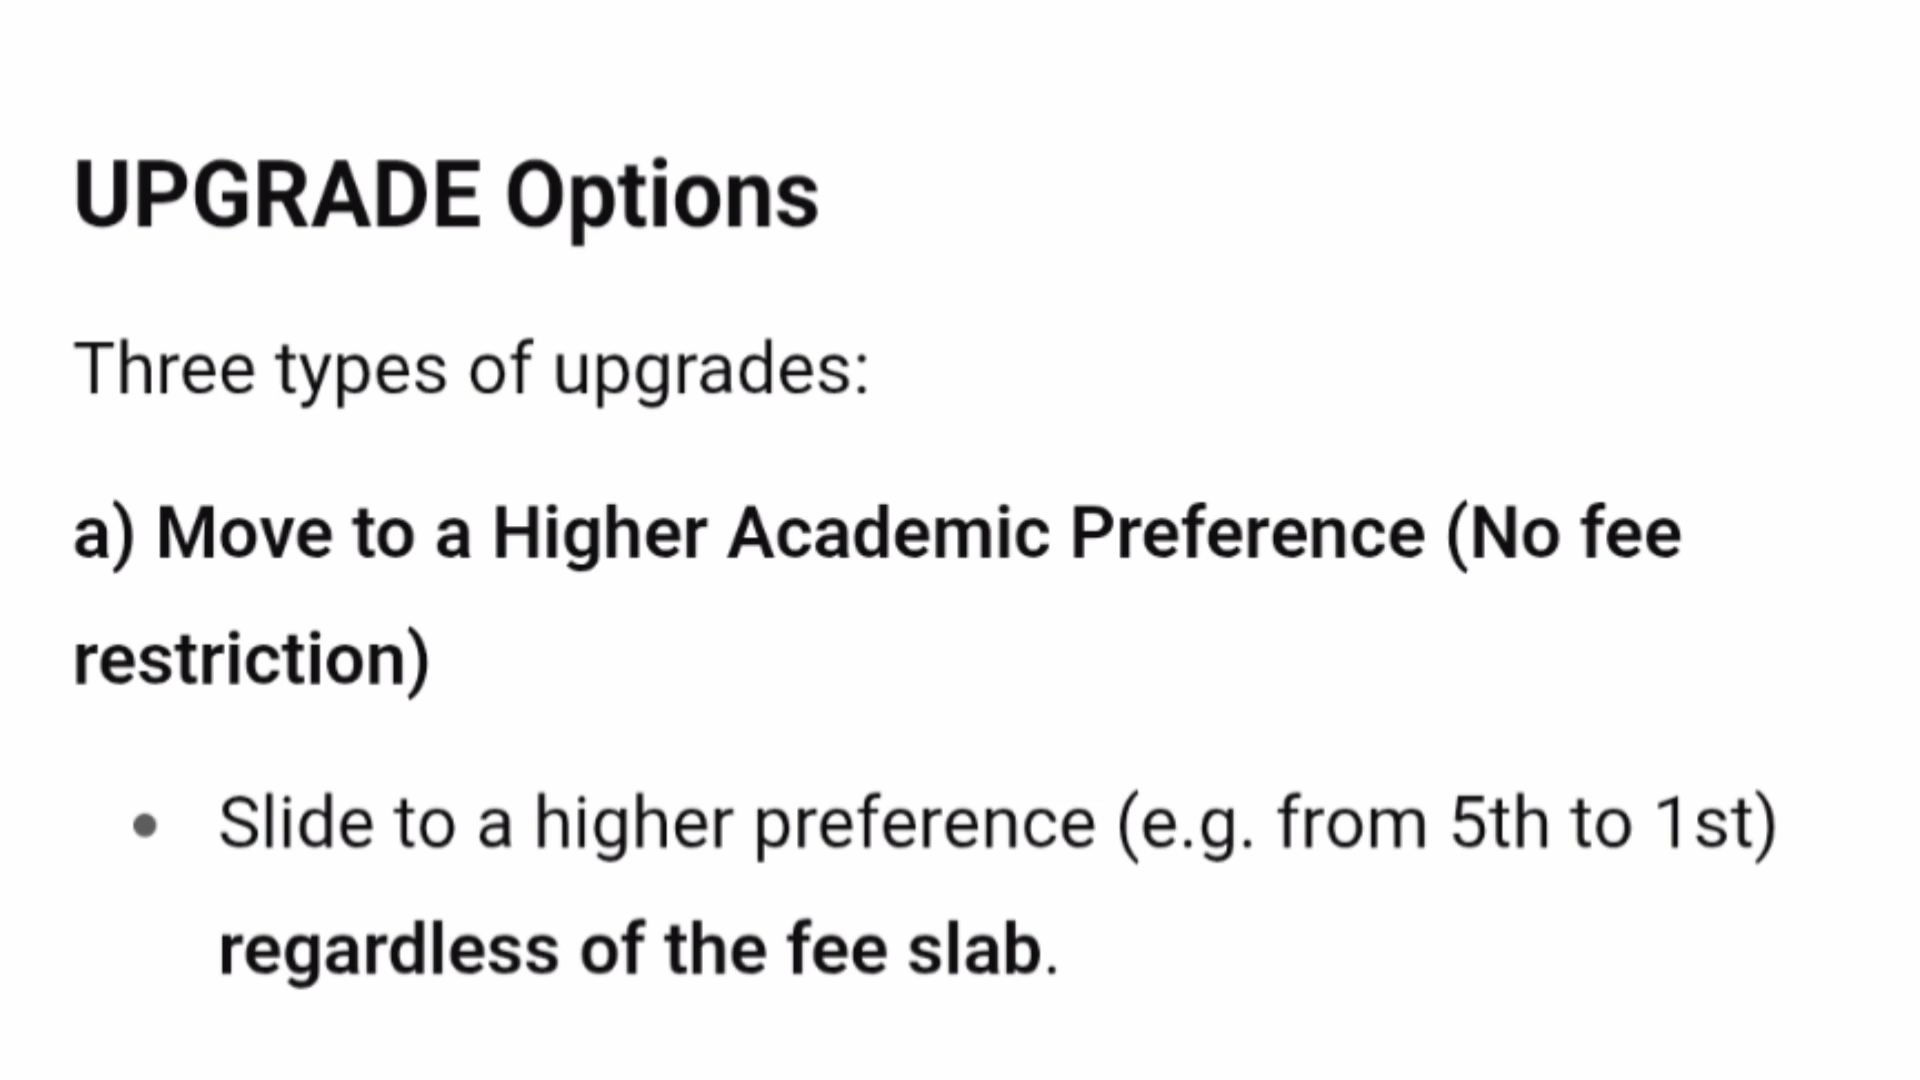 UPGRADE Options
Three types of upgrades:
a) Move to a Higher Academic Preference (No fee
restriction)
• Slide to a higher preference (e.g. from 5th to 1st)
regardless of the fee slab.